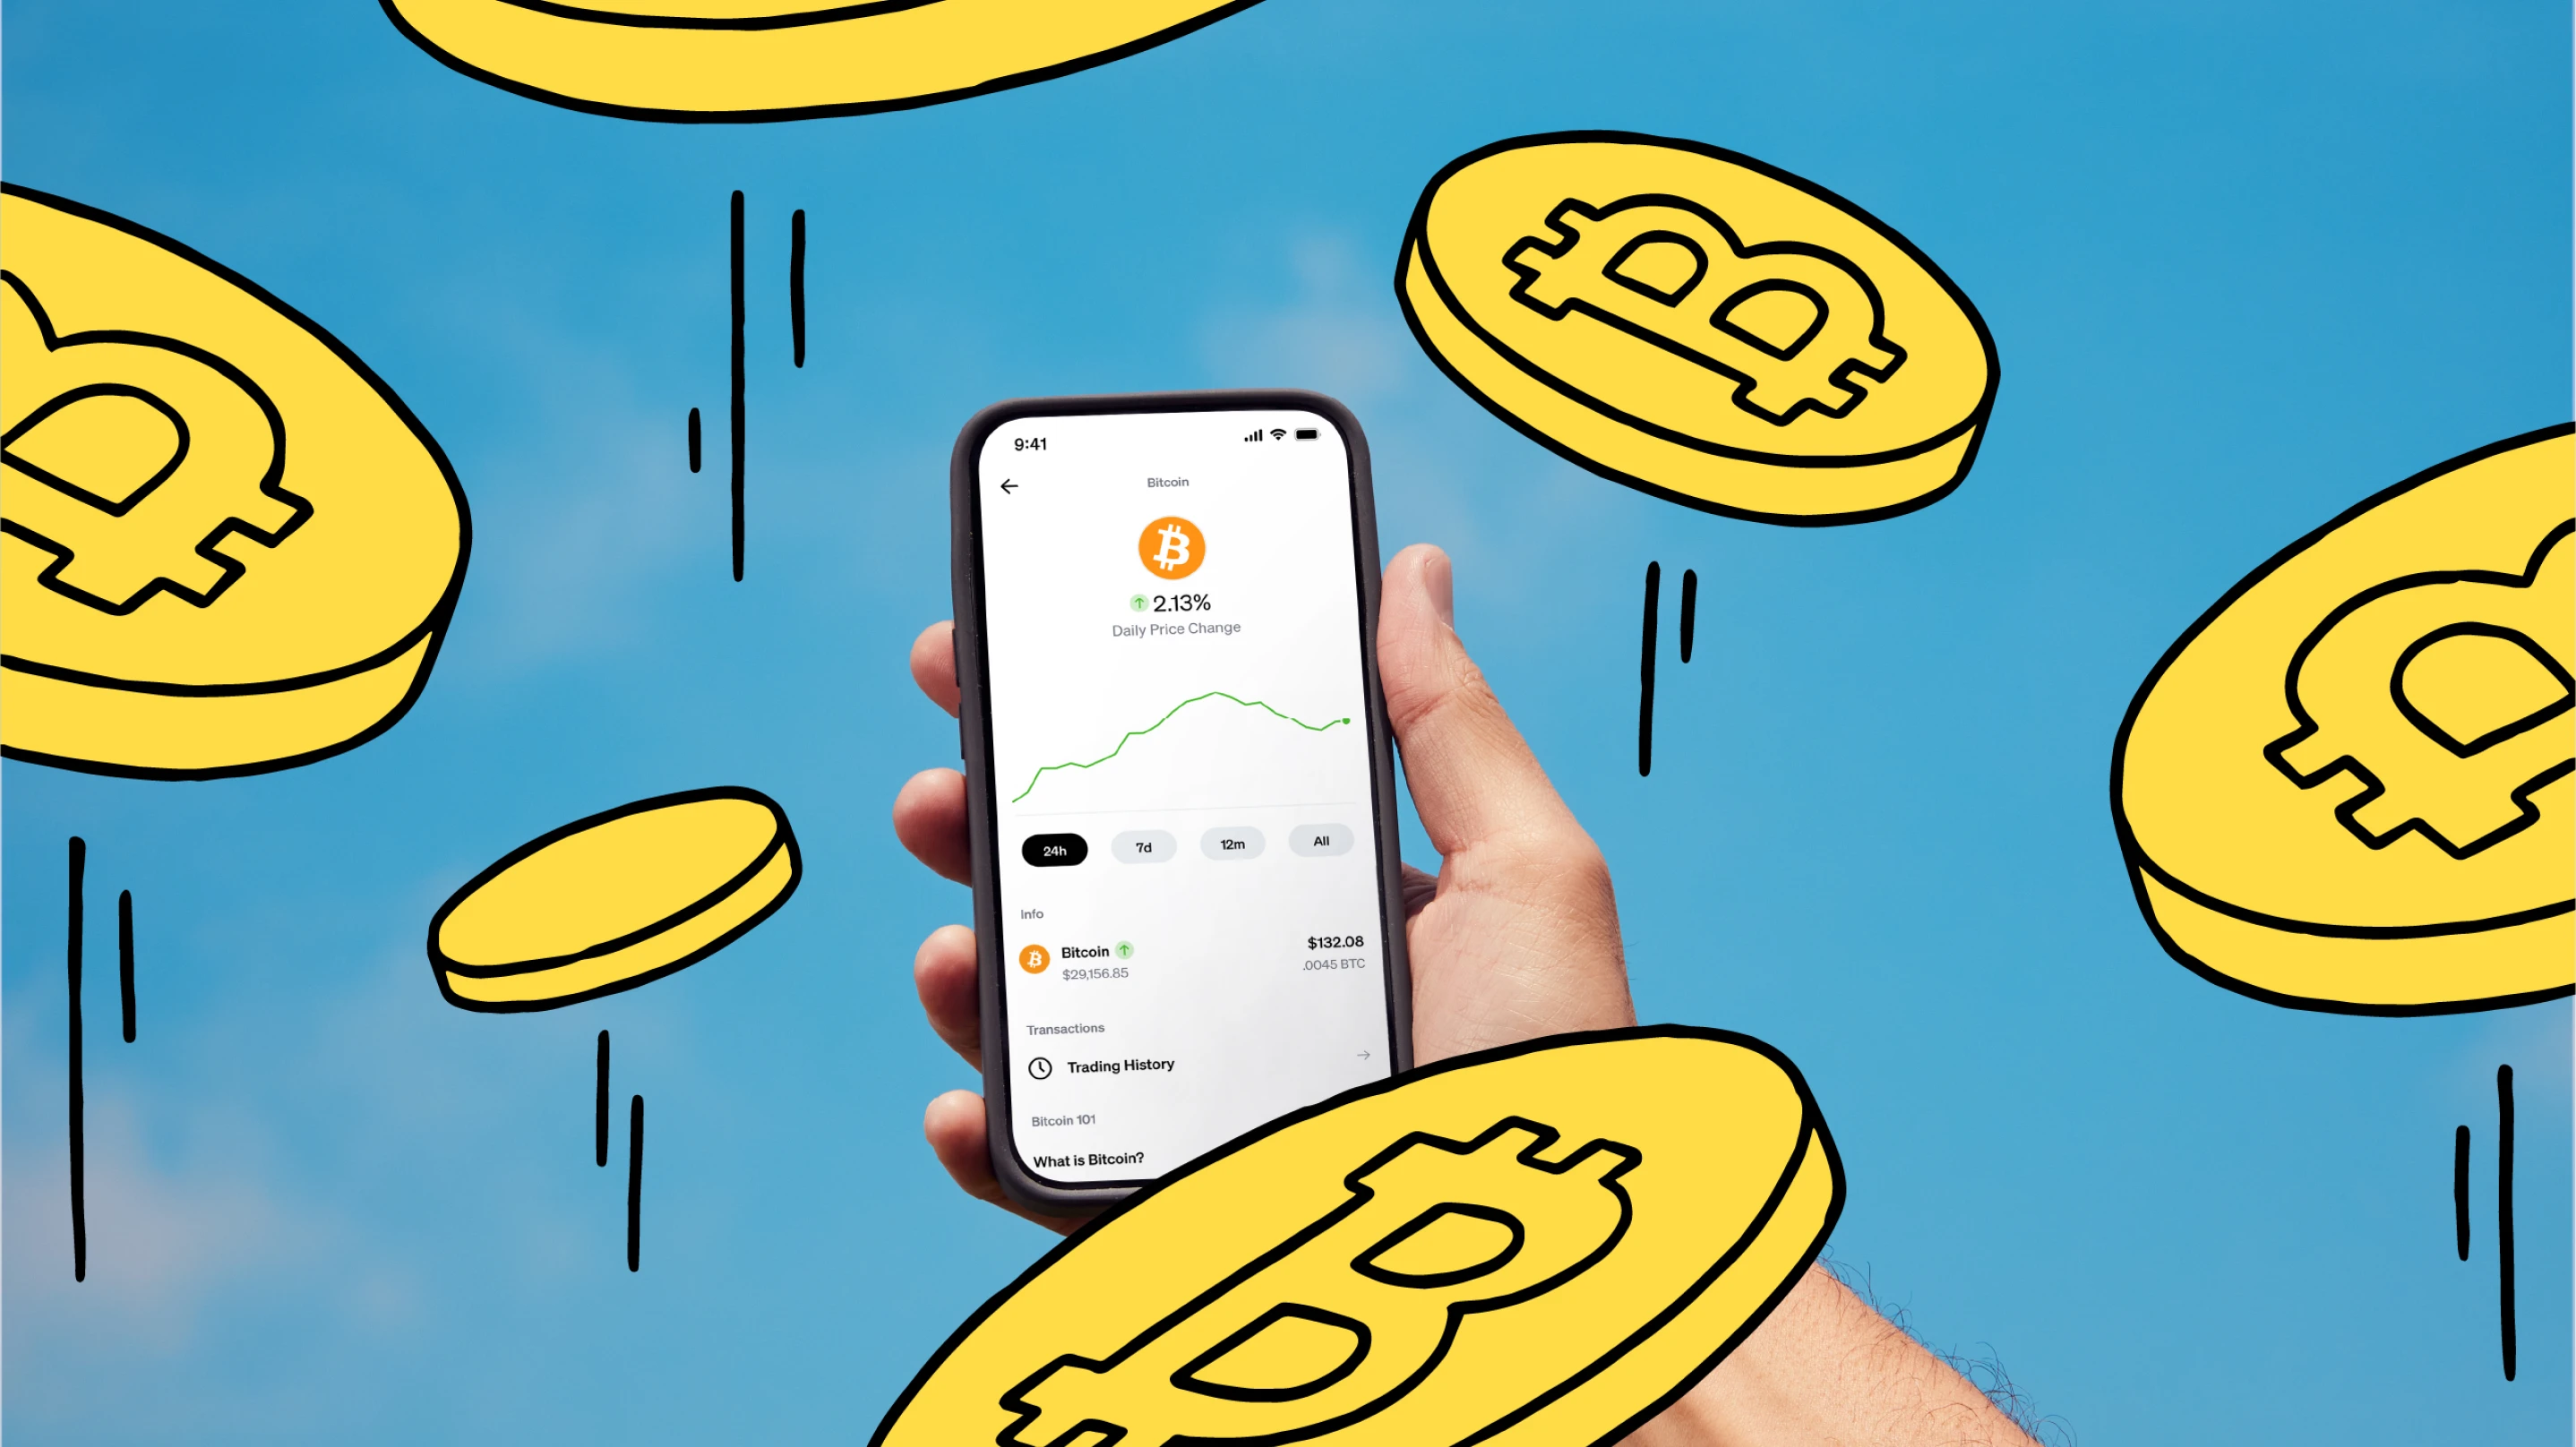 9:41
Bitcoin
2.13%
Daily Price Change
24h 7d 12m All
Info
Bitcoin $132.08
$29,156.85 .0045 BTC
Transactions
Trading History
Bitcoin 101
What is Bitcoin?